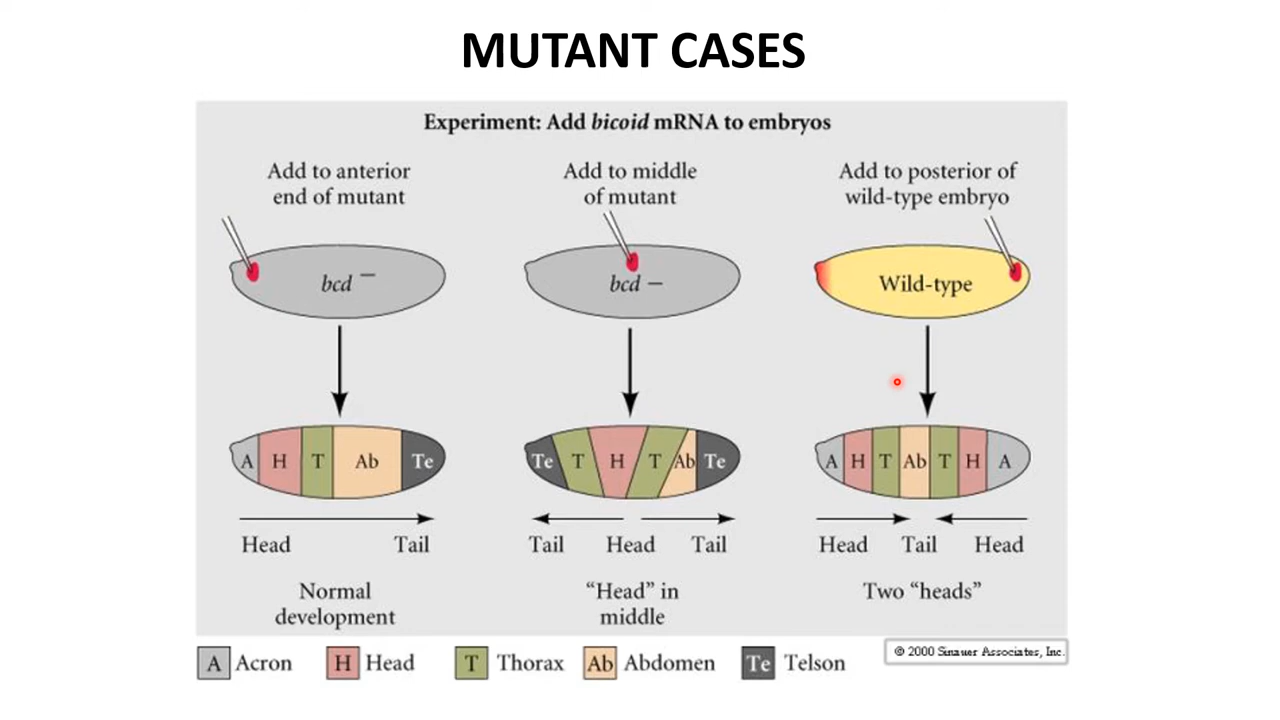 MUTANT CASES
Experiment: Add bicoid mRNA to embryos
Add to anterior
end of mutant
Add to middle
of mutant
Add to posterior of
wild-type embryo
bcd –
bcd –
Wild-type
A H T Ab Te
Te T H T Ab Te
A H T Ab T H A
Head Tail
Tail Head Tail
Head Tail Head
Normal
development
“Head” in
middle
Two “heads”
A Acron H Head T Thorax Ab Abdomen Te Telson
© 2000 Sinauer Associates, Inc.